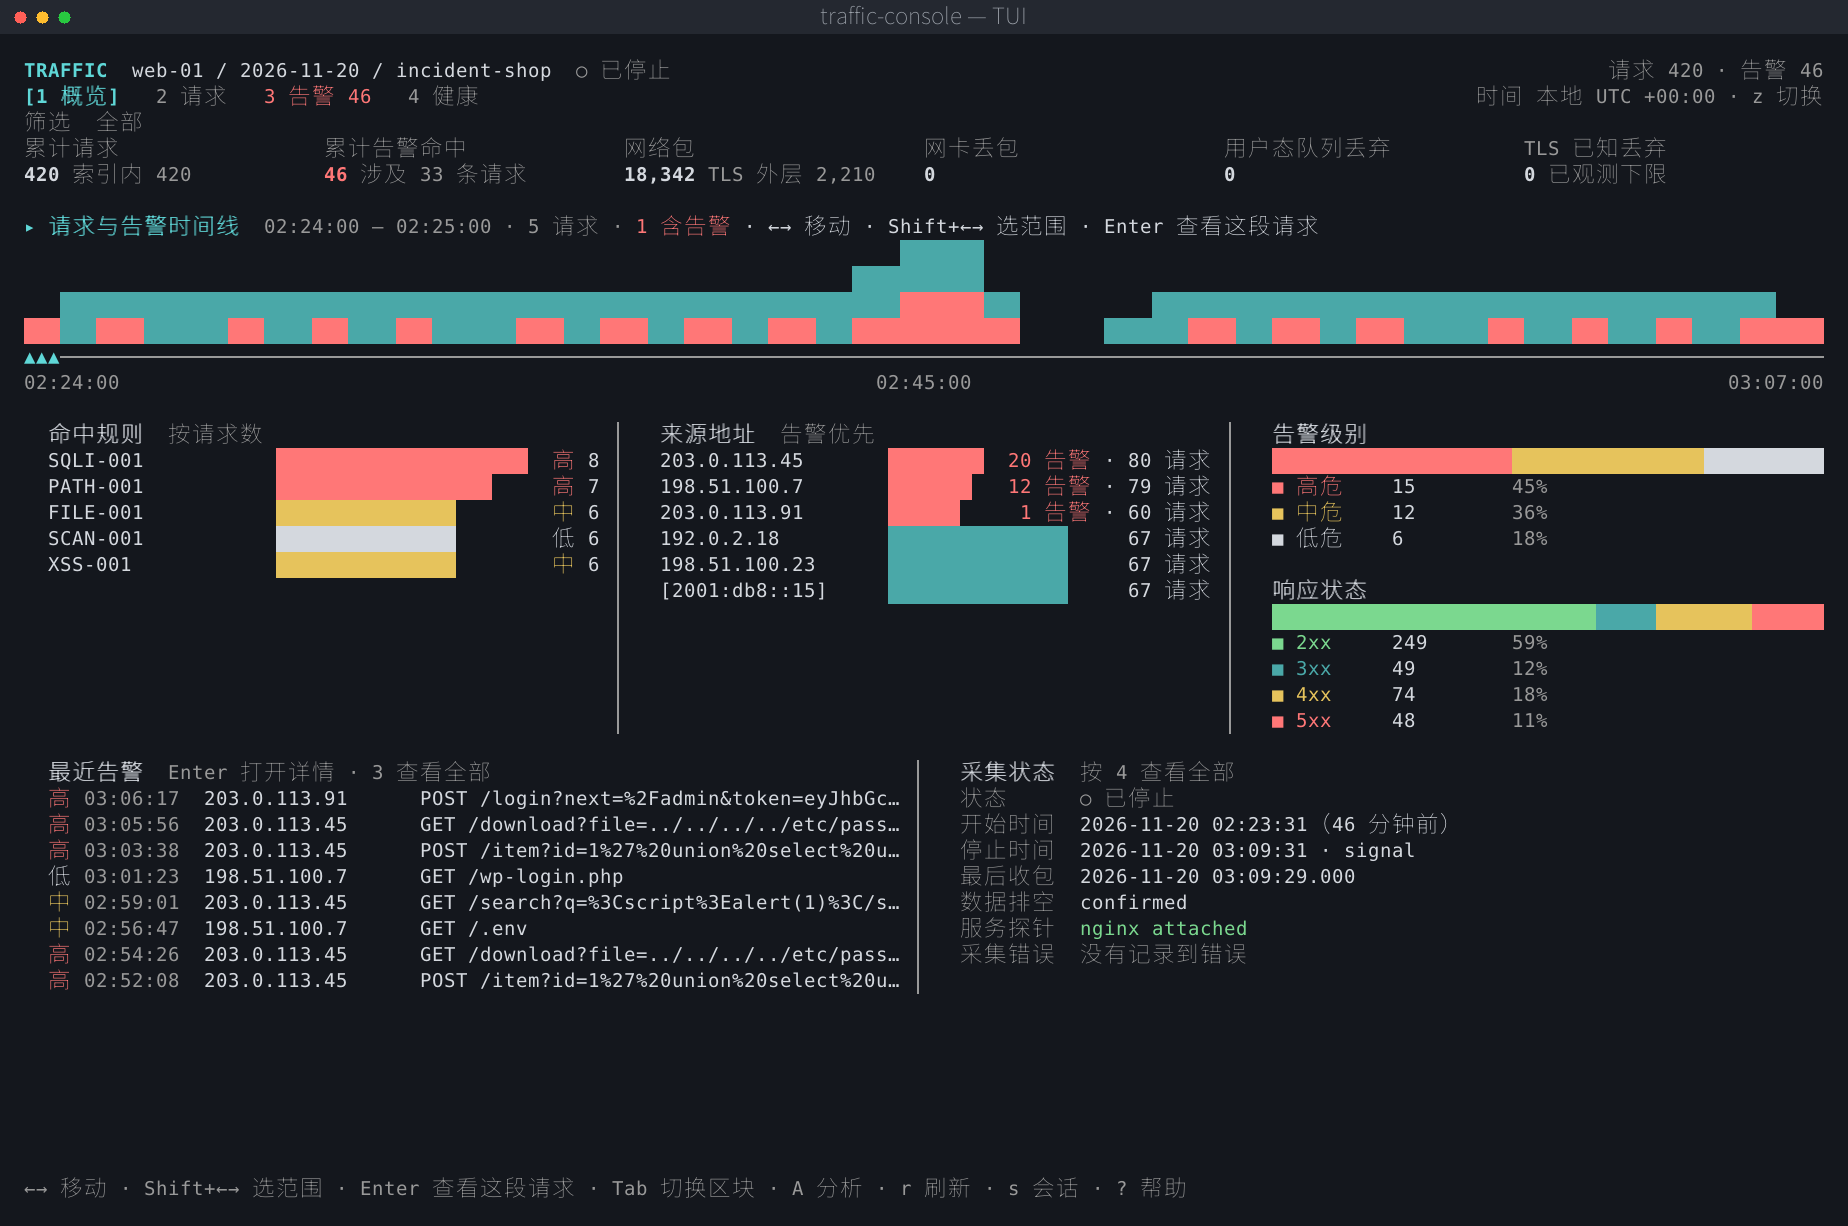 traffic-console — TUI
TRAFFIC web-01 / 2026-11-20 / incident-shop ○ 已停止 请求 420 · 告警 46
[1 概览] 2 请求 3 告警 46 4 健康 时间 本地 UTC +00:00 · z 切换
筛选 全部
累计请求 累计告警命中 网络包 网卡丢包 用户态队列丢弃 TLS 已知丢弃
420 索引内 420 46 涉及 33 条请求 18,342 TLS 外层 2,210 0 0 0 已观测下限
▸ 请求与告警时间线 02:24:00 – 02:25:00 · 5 请求 · 1 含告警 · ←→ 移动 · Shift+←→ 选范围 · Enter 查看这段请求
▲▲▲
02:24:00 02:45:00 03:07:00
命中规则 按请求数
SQLI-001 高 8
PATH-001 高 7
FILE-001 中 6
SCAN-001 低 6
XSS-001 中 6
来源地址 告警优先
203.0.113.45 20 告警 · 80 请求
198.51.100.7 12 告警 · 79 请求
203.0.113.91 1 告警 · 60 请求
192.0.2.18 67 请求
198.51.100.23 67 请求
[2001:db8::15] 67 请求
告警级别
■ 高危 15 45%
■ 中危 12 36%
■ 低危 6 18%
响应状态
■ 2xx 249 59%
■ 3xx 49 12%
■ 4xx 74 18%
■ 5xx 48 11%
最近告警 Enter 打开详情 · 3 查看全部
高 03:06:17 203.0.113.91 POST /login?next=%2Fadmin&token=eyJhbGc…
高 03:05:56 203.0.113.45 GET /download?file=../../../../etc/pass…
高 03:03:38 203.0.113.45 POST /item?id=1%27%20union%20select%20u…
低 03:01:23 198.51.100.7 GET /wp-login.php
中 02:59:01 203.0.113.45 GET /search?q=%3Cscript%3Ealert(1)%3C/s…
中 02:56:47 198.51.100.7 GET /.env
高 02:54:26 203.0.113.45 GET /download?file=../../../../etc/pass…
高 02:52:08 203.0.113.45 POST /item?id=1%27%20union%20select%20u…
采集状态 按 4 查看全部
状态 ○ 已停止
开始时间 2026-11-20 02:23:31（46 分钟前）
停止时间 2026-11-20 03:09:31 · signal
最后收包 2026-11-20 03:09:29.000
数据排空 confirmed
服务探针 nginx attached
采集错误 没有记录到错误
←→ 移动 · Shift+←→ 选范围 · Enter 查看这段请求 · Tab 切换区块 · A 分析 · r 刷新 · s 会话 · ? 帮助